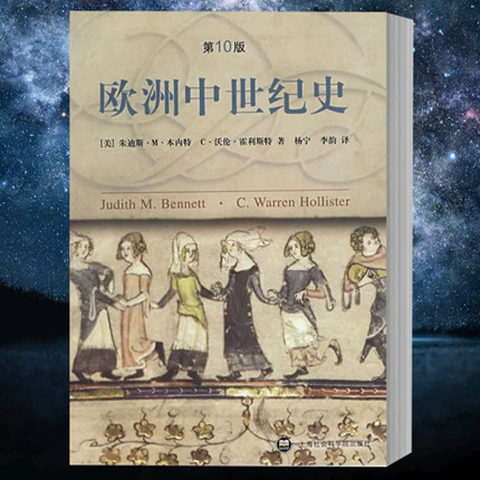 第10版
欧洲中世纪史
[美] 朱迪斯·M·本内特 C·沃伦·霍利斯特 著 杨宁 李韵 译
Judith M. Bennett · C. Warren Hollister
上海社会科学院出版社